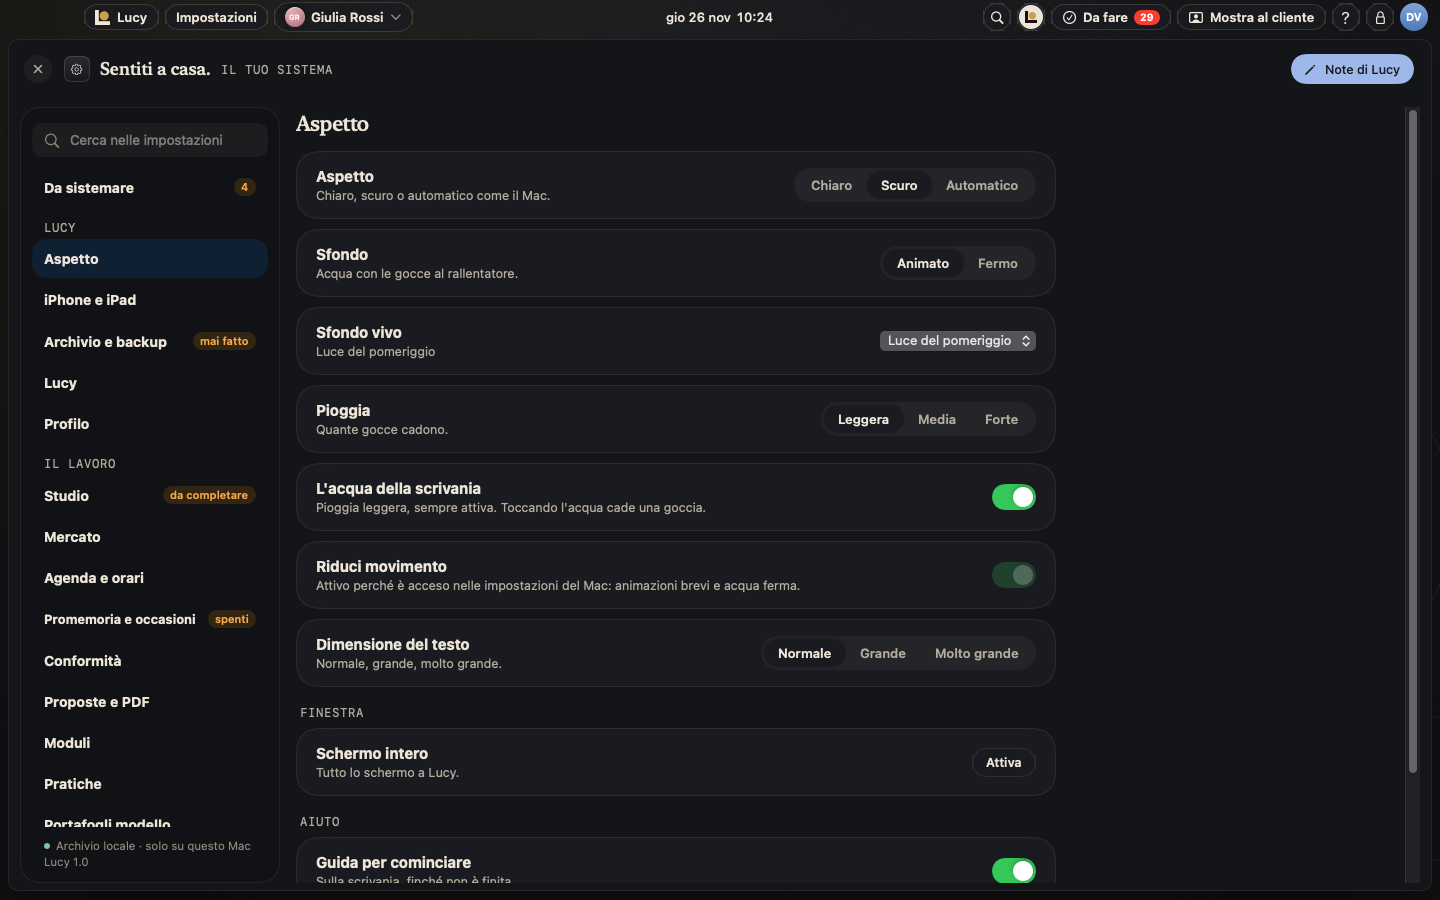 Lucy
Impostazioni
GR Giulia Rossi
gio 26 nov 10:24
Da fare 29
Mostra al cliente
?
DV
Sentiti a casa. IL TUO SISTEMA
Note di Lucy
Cerca nelle impostazioni
Da sistemare 4
LUCY
Aspetto
iPhone e iPad
Archivio e backup mai fatto
Lucy
Profilo
IL LAVORO
Studio da completare
Mercato
Agenda e orari
Promemoria e occasioni spenti
Conformità
Proposte e PDF
Moduli
Pratiche
Portafogli modello
Archivio locale · solo su questo Mac
Lucy 1.0
Aspetto
Aspetto
Chiaro, scuro o automatico come il Mac.
Chiaro Scuro Automatico
Sfondo
Acqua con le gocce al rallentatore.
Animato Fermo
Sfondo vivo
Luce del pomeriggio
Luce del pomeriggio
Pioggia
Quante gocce cadono.
Leggera Media Forte
L'acqua della scrivania
Pioggia leggera, sempre attiva. Toccando l'acqua cade una goccia.
Riduci movimento
Attivo perché è acceso nelle impostazioni del Mac: animazioni brevi e acqua ferma.
Dimensione del testo
Normale, grande, molto grande.
Normale Grande Molto grande
FINESTRA
Schermo intero
Tutto lo schermo a Lucy.
Attiva
AIUTO
Guida per cominciare
Sulla scrivania, finché non è finita.